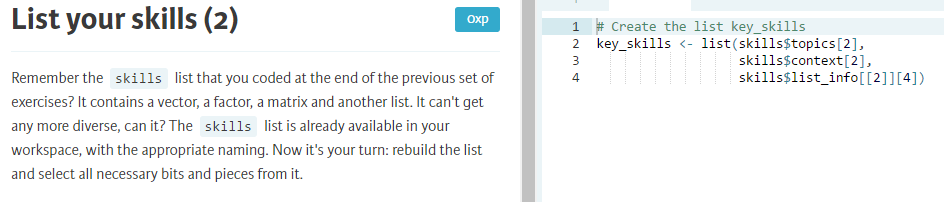 List your skills (2)
0xp
Remember the skills list that you coded at the end of the previous set of
exercises? It contains a vector, a factor, a matrix and another list. It can't get
any more diverse, can it? The skills list is already available in your
workspace, with the appropriate naming. Now it's your turn: rebuild the list
and select all necessary bits and pieces from it.
1 # Create the list key_skills
2 key_skills <- list(skills$topics[2],
3 skills$context[2],
4 skills$list_info[[2]][4])